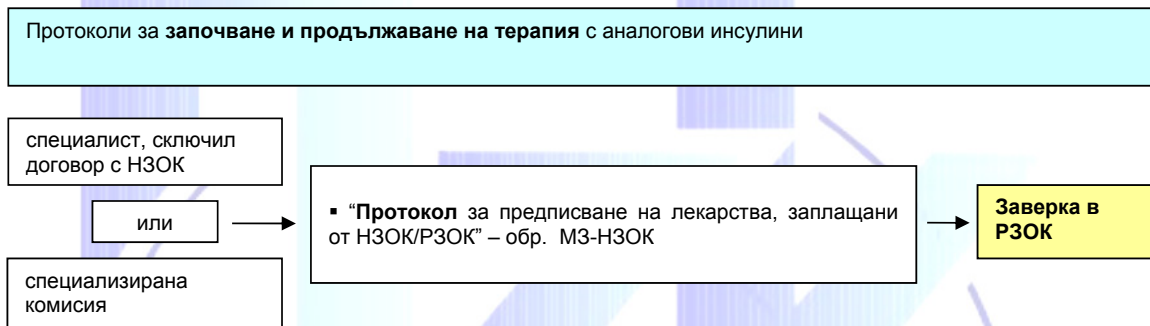 Протоколи за започване и продължаване на терапия с аналогови инсулини
специалист, сключил
договор с НЗОК
или
специализирана
комисия
▪ “Протокол за предписване на лекарства, заплащани
от НЗОК/РЗОК” – обр. МЗ-НЗОК
Заверка в
РЗОК